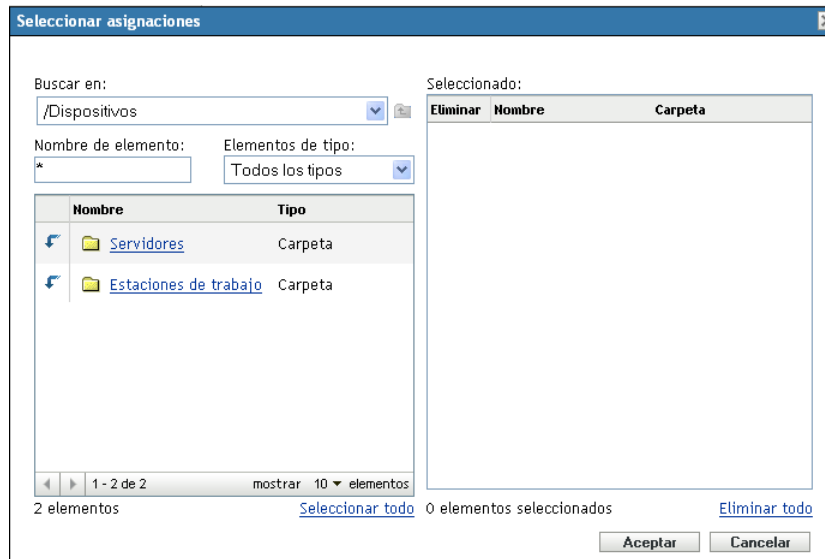 Seleccionar asignaciones
Buscar en:
/Dispositivos
Nombre de elemento: Elementos de tipo:
* Todos los tipos
Nombre Tipo
Servidores Carpeta
Estaciones de trabajo Carpeta
1 - 2 de 2 mostrar 10 elementos
2 elementos Seleccionar todo
Seleccionado:
Eliminar Nombre Carpeta
0 elementos seleccionados Eliminar todo
Aceptar Cancelar